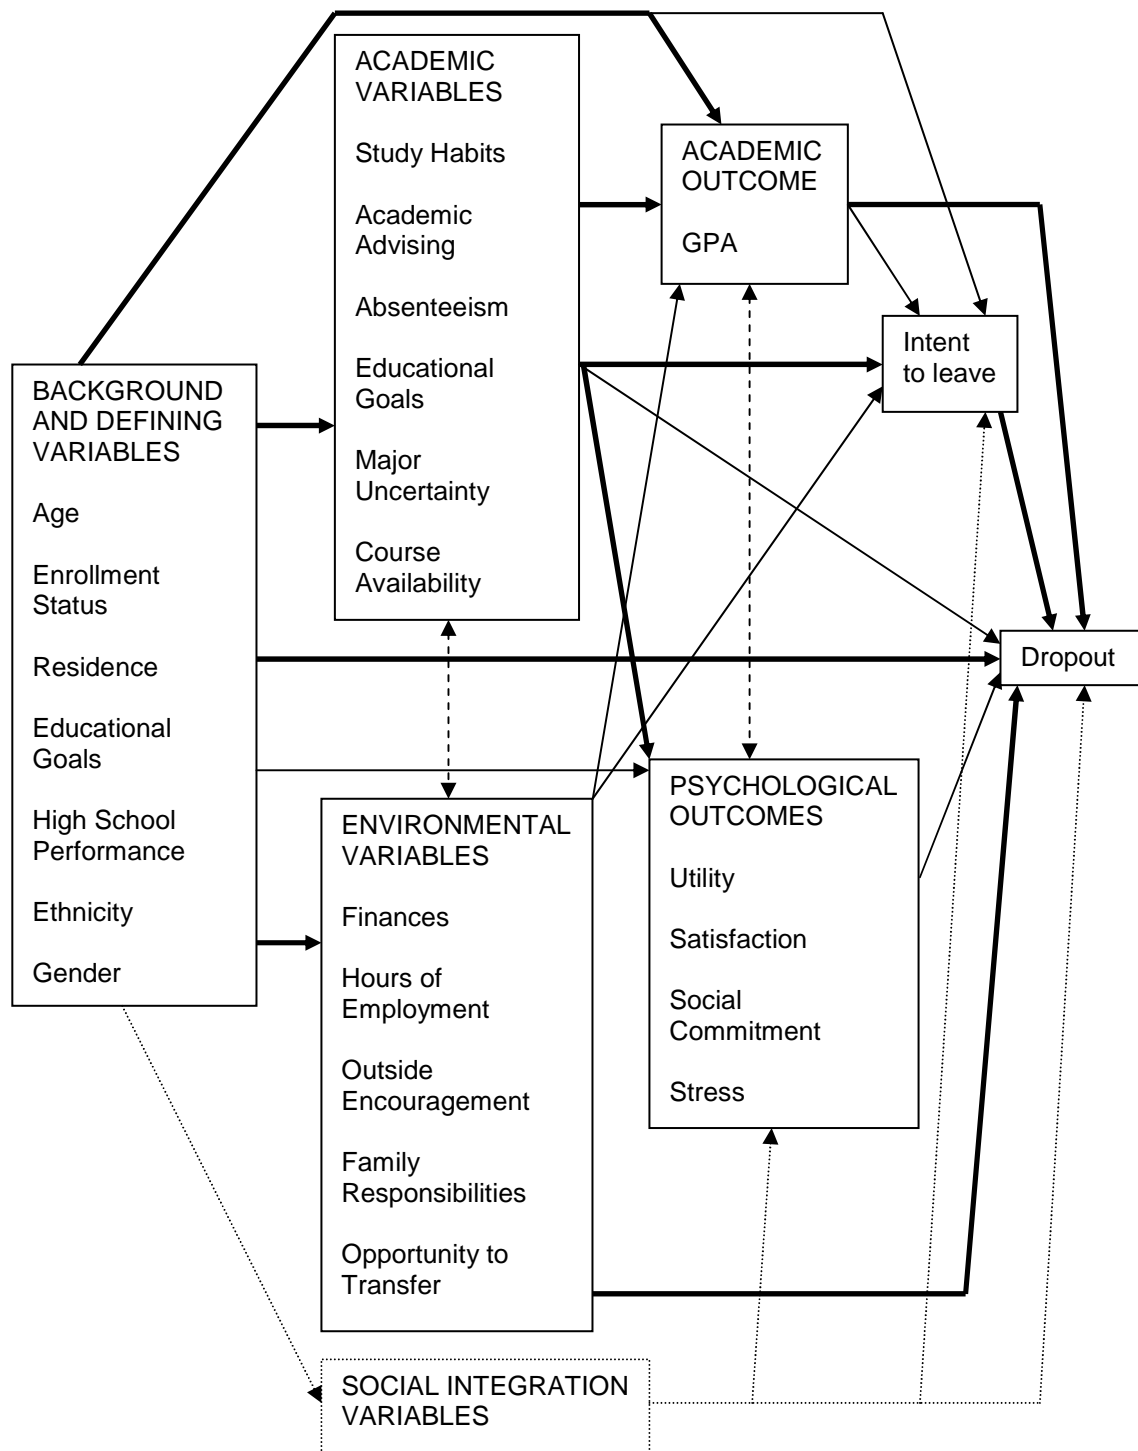 ACADEMIC
VARIABLES
Study Habits
Academic
Advising
Absenteeism
Educational
Goals
Major
Uncertainty
Course
Availability
ACADEMIC
OUTCOME
GPA
Intent
to leave
BACKGROUND
AND DEFINING
VARIABLES
Age
Enrollment
Status
Residence
Educational
Goals
High School
Performance
Ethnicity
Gender
Dropout
ENVIRONMENTAL
VARIABLES
Finances
Hours of
Employment
Outside
Encouragement
Family
Responsibilities
Opportunity to
Transfer
PSYCHOLOGICAL
OUTCOMES
Utility
Satisfaction
Social
Commitment
Stress
SOCIAL INTEGRATION
VARIABLES